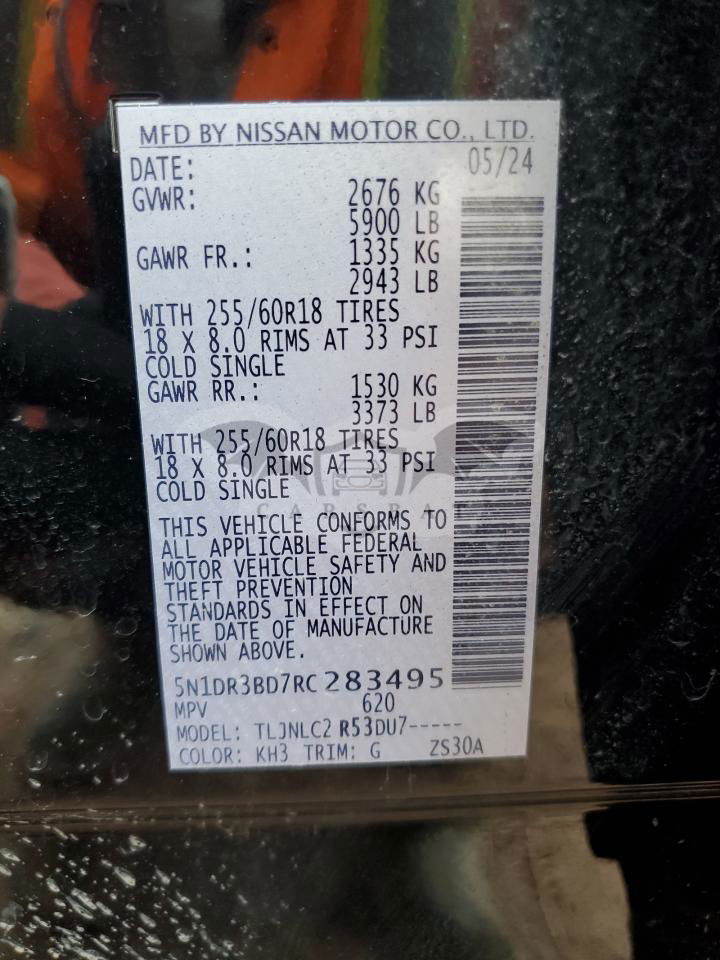 MFD BY NISSAN MOTOR CO., LTD.
DATE: 05/24
GVWR: 2676 KG
5900 LB
GAWR FR.: 1335 KG
2943 LB
WITH 255/60R18 TIRES
18 X 8.0 RIMS AT 33 PSI
COLD SINGLE
GAWR RR.: 1530 KG
3373 LB
WITH 255/60R18 TIRES
18 X 8.0 RIMS AT 33 PSI
COLD SINGLE
THIS VEHICLE CONFORMS TO
ALL APPLICABLE FEDERAL
MOTOR VEHICLE SAFETY AND
THEFT PREVENTION
STANDARDS IN EFFECT ON
THE DATE OF MANUFACTURE
SHOWN ABOVE.
5N1DR3BD7RC283495
MPV 620
MODEL: TLJNLC2 R53DU7-----
COLOR: KH3 TRIM: G ZS30A